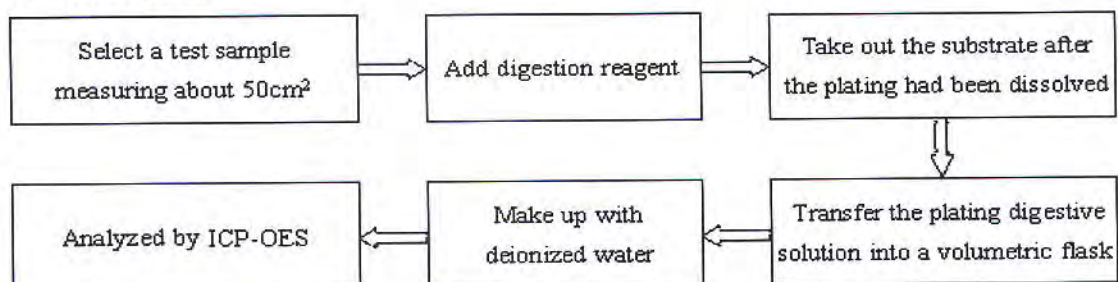 Select a test sample
measuring about 50cm²
Add digestion reagent
Take out the substrate after
the plating had been dissolved
Transfer the plating digestive
solution into a volumetric flask
Make up with
deionized water
Analyzed by ICP-OES